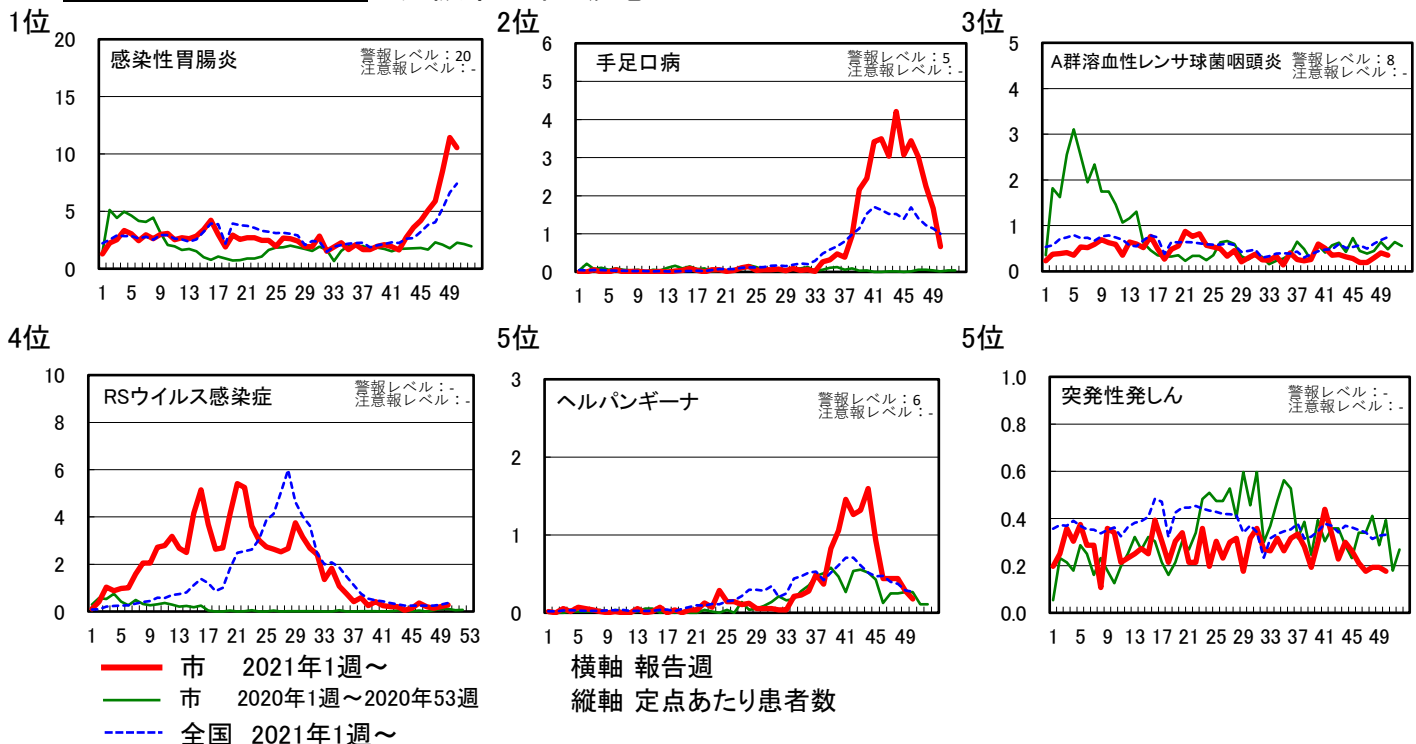 1位
感染性胃腸炎
警報レベル：20
注意報レベル：-
20
15
10
5
0
1 5 9 13 17 21 25 29 33 37 41 45 49
2位
手足口病
警報レベル：5
注意報レベル：-
6
5
4
3
2
1
0
1 5 9 13 17 21 25 29 33 37 41 45 49
3位
A群溶血性レンサ球菌咽頭炎
警報レベル：8
注意報レベル：-
5
4
3
2
1
0
1 5 9 13 17 21 25 29 33 37 41 45 49
4位
RSウイルス感染症
警報レベル：-
注意報レベル：-
10
8
6
4
2
0
1 5 9 13 17 21 25 29 33 37 41 45 49 53
5位
ヘルパンギーナ
警報レベル：6
注意報レベル：-
3
2
1
0
1 5 9 13 17 21 25 29 33 37 41 45 49
5位
突発性発しん
警報レベル：-
注意報レベル：-
1.0
0.8
0.6
0.4
0.2
0.0
1 5 9 13 17 21 25 29 33 37 41 45 49
市 2021年1週～
市 2020年1週～2020年53週
全国 2021年1週～
横軸 報告週
縦軸 定点あたり患者数